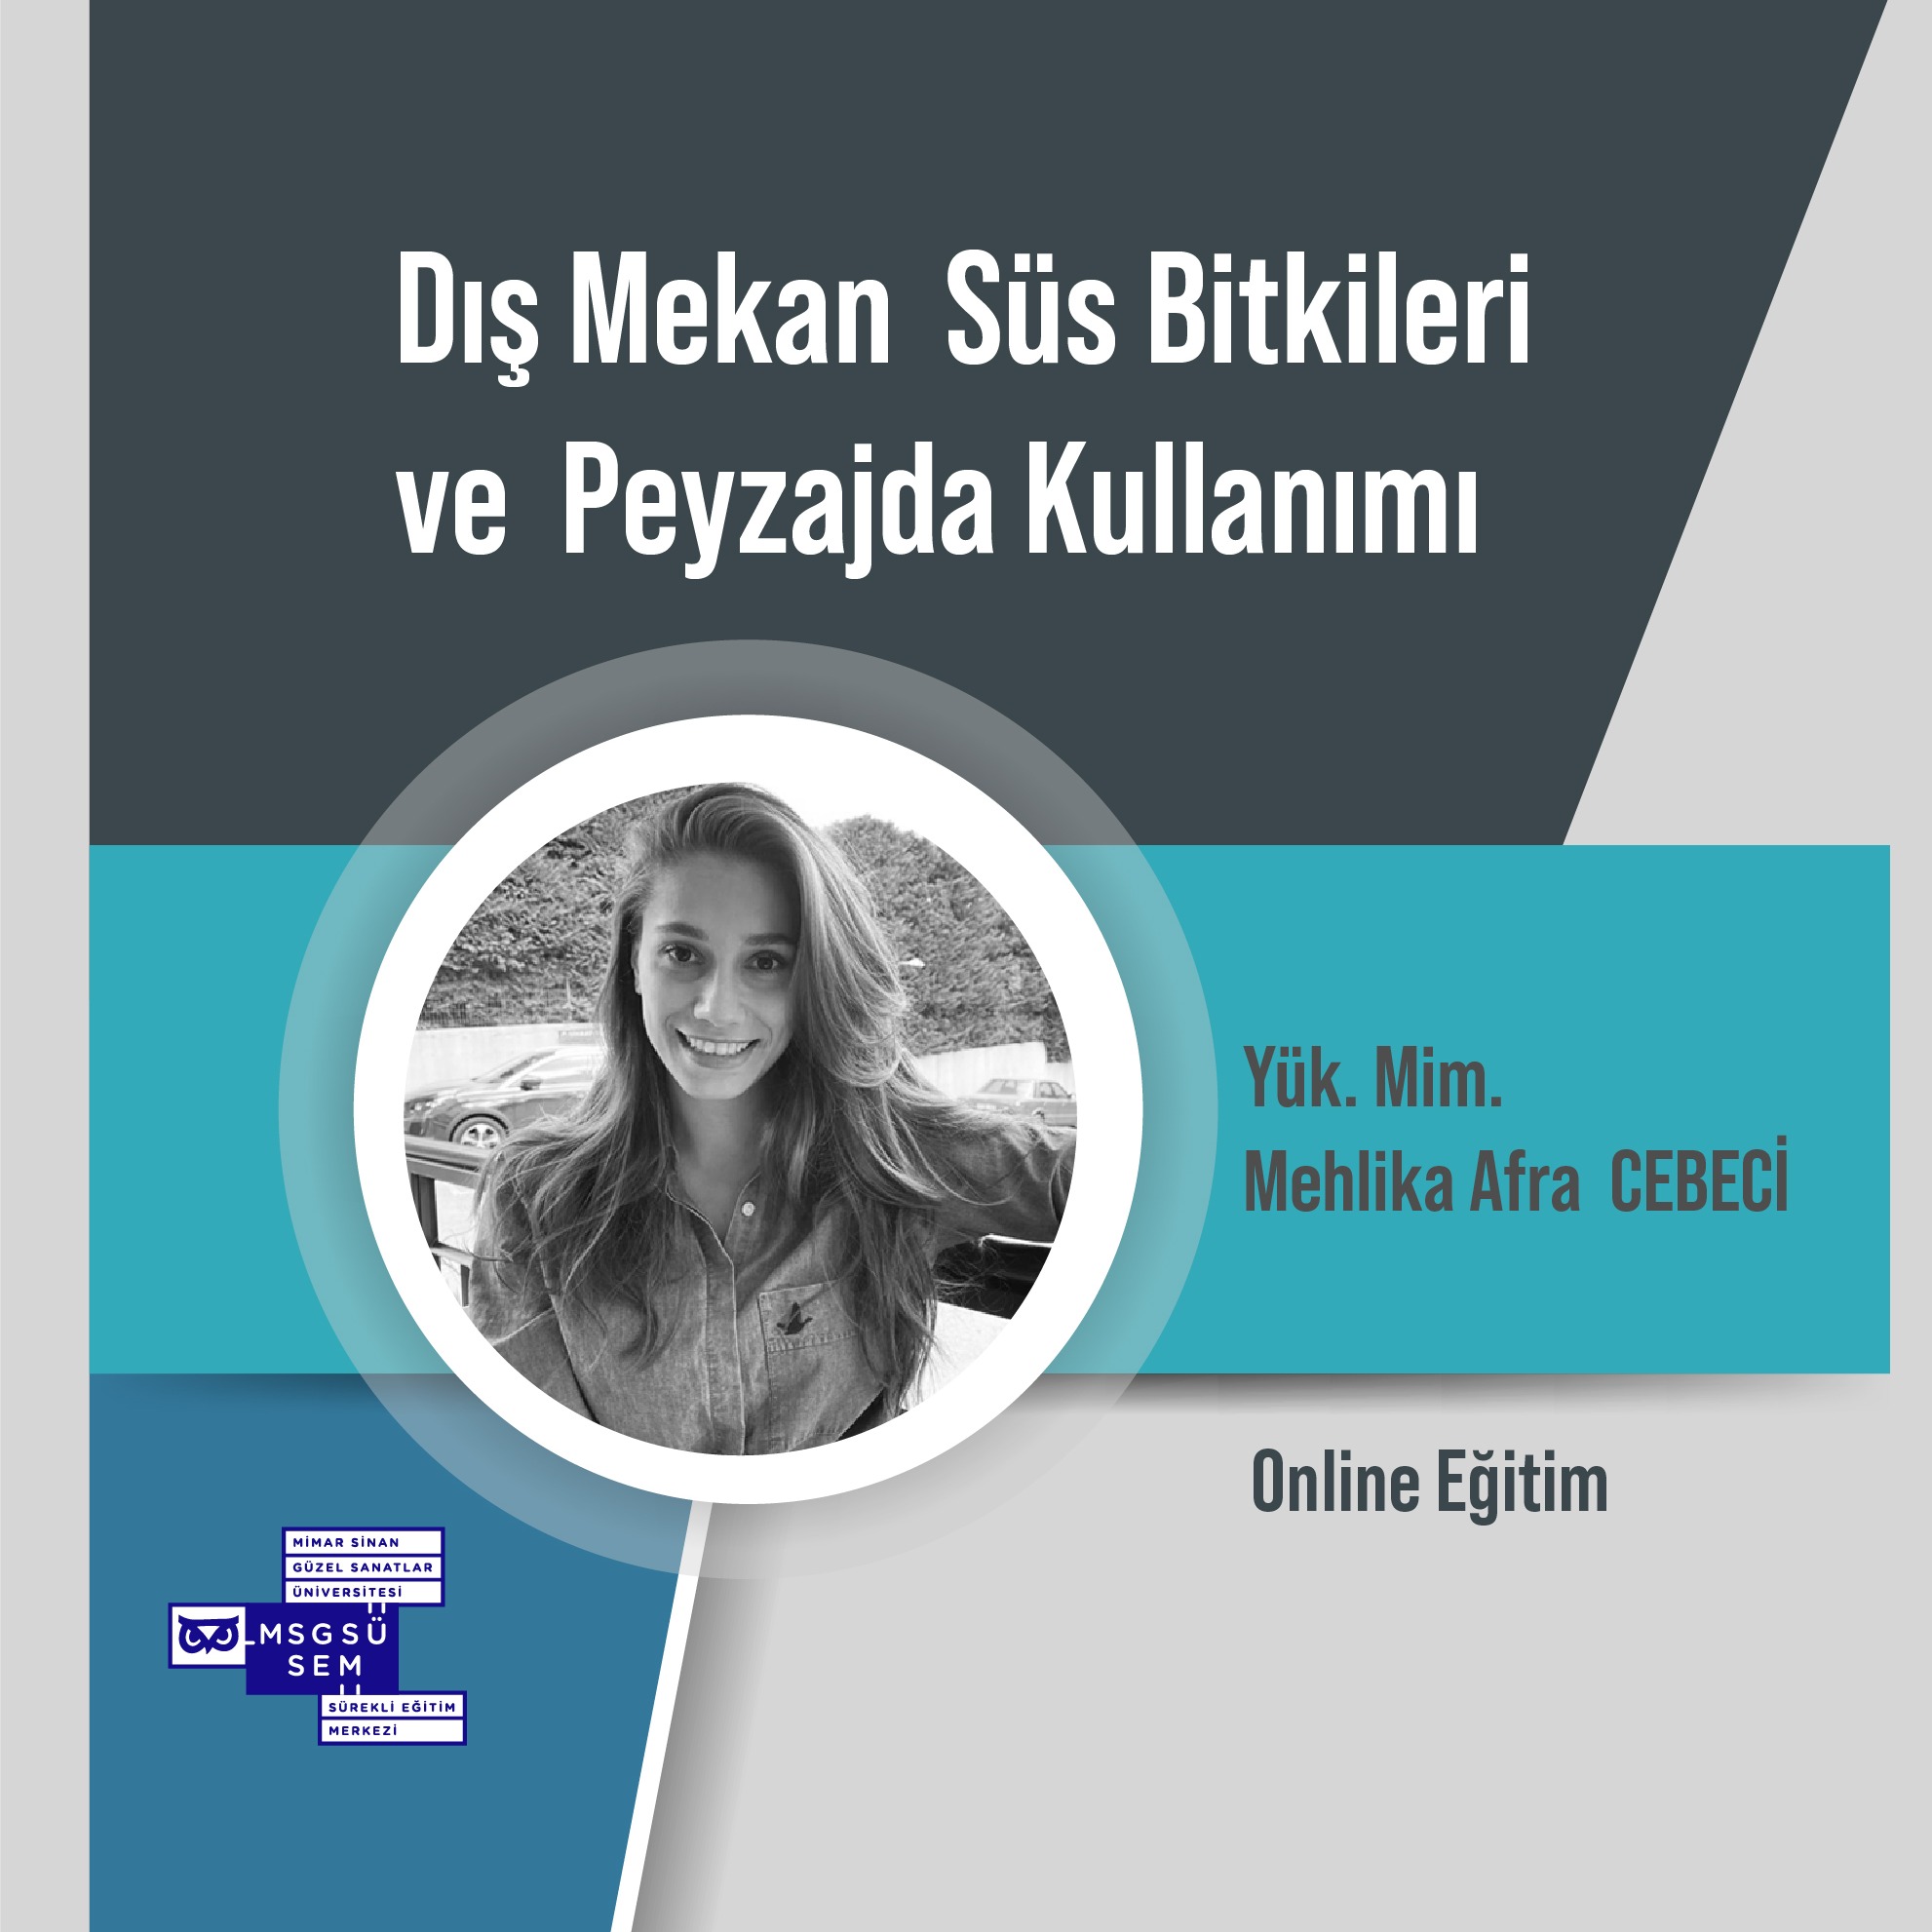 Dış Mekan Süs Bitkileri
ve Peyzajda Kullanımı
Yük. Mim.
Mehlika Afra CEBECİ
Online Eğitim
MİMAR SİNAN
GÜZEL SANATLAR
ÜNİVERSİTESİ
MSGSÜ
SEM
SÜREKLİ EĞİTİM
MERKEZİ